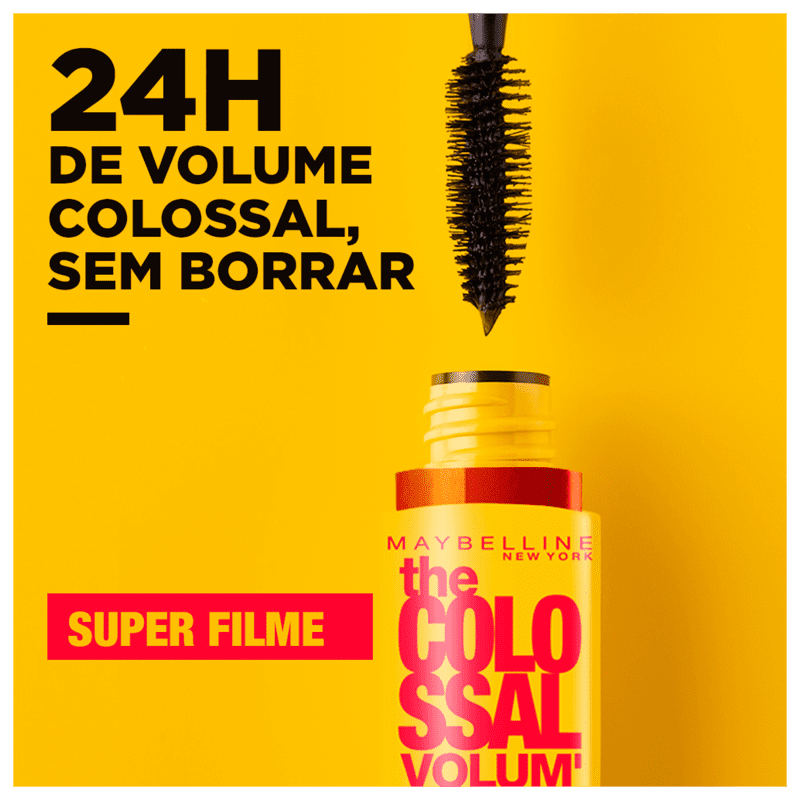 24H
DE VOLUME
COLOSSAL,
SEM BORRAR
SUPER FILME
MAYBELLINE
NEW YORK
the
COLO
SSAL
VOLUM'